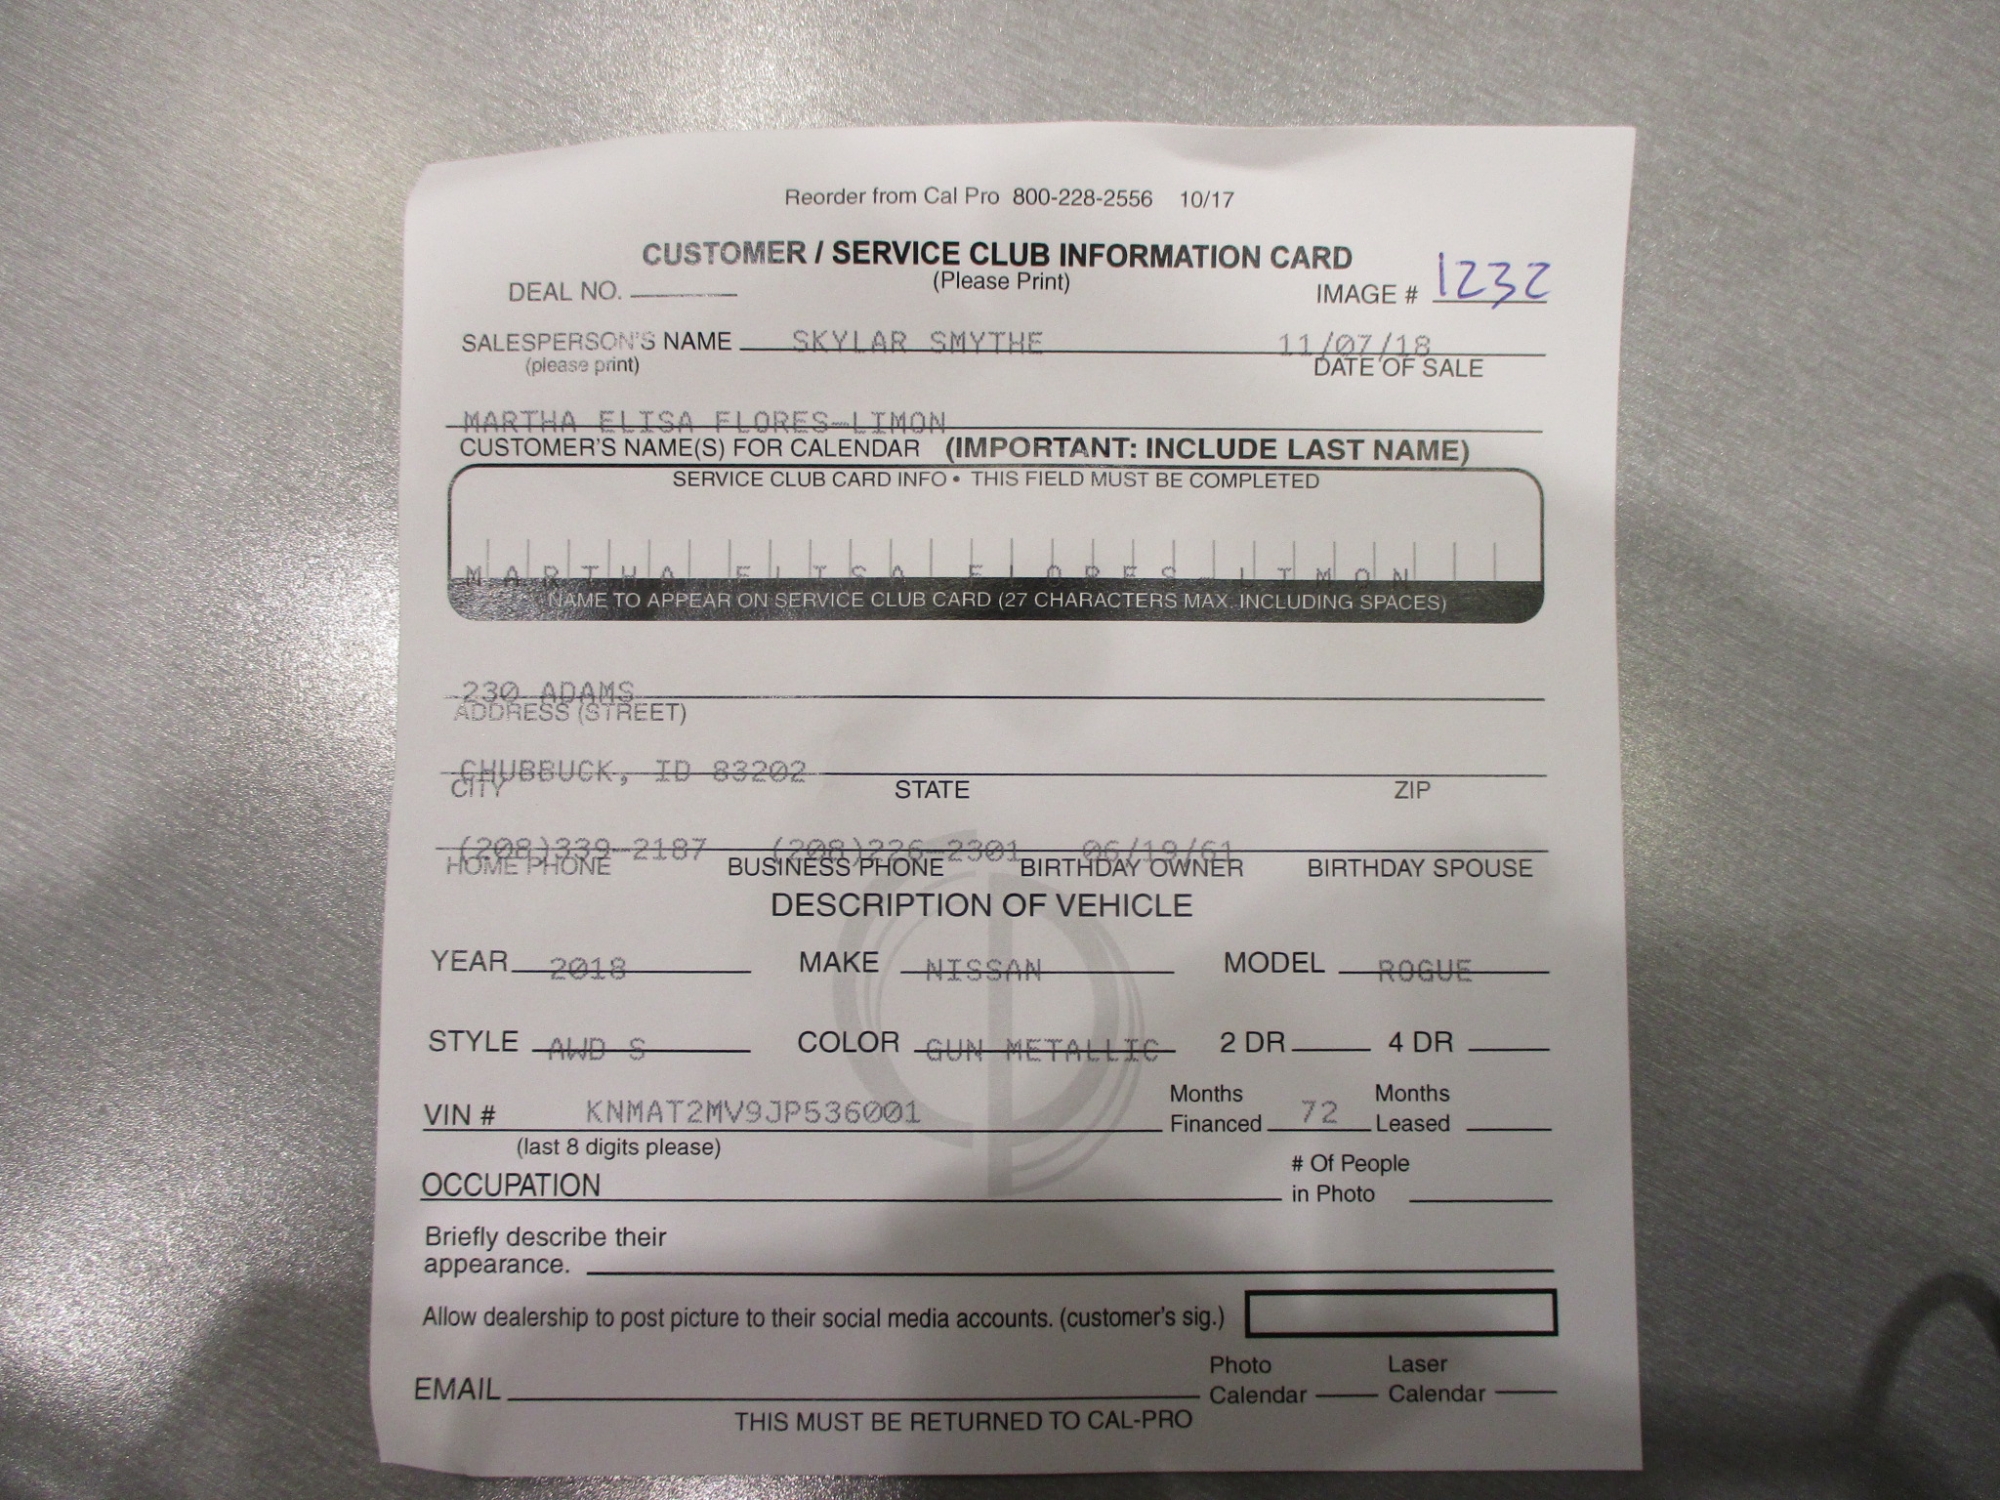 Reorder from Cal Pro 800-228-2556 10/17
CUSTOMER / SERVICE CLUB INFORMATION CARD
(Please Print)
DEAL NO. IMAGE # 1232
SALESPERSON'S NAME SKYLAR SMYTHE 11/07/18
(please print) DATE OF SALE
MARTHA ELISA FLORES-LIMON
CUSTOMER'S NAME(S) FOR CALENDAR (IMPORTANT: INCLUDE LAST NAME)
SERVICE CLUB CARD INFO • THIS FIELD MUST BE COMPLETED
MARTHA ELISA FLORES-LIMON
NAME TO APPEAR ON SERVICE CLUB CARD (27 CHARACTERS MAX. INCLUDING SPACES)
230 ADAMS
ADDRESS (STREET)
CHUBBUCK, ID 83202
CITY STATE ZIP
(208)339-2187 (208)226-2301 06/19/61
HOME PHONE BUSINESS PHONE BIRTHDAY OWNER BIRTHDAY SPOUSE
DESCRIPTION OF VEHICLE
YEAR 2018 MAKE NISSAN MODEL ROGUE
STYLE AWD S COLOR GUN METALLIC 2 DR 4 DR
VIN # KNMAT2MV9JP536001 Months Financed 72 Months Leased
(last 8 digits please)
OCCUPATION # Of People in Photo
Briefly describe their
appearance.
Allow dealership to post picture to their social media accounts. (customer's sig.)
EMAIL Photo Calendar Laser Calendar
THIS MUST BE RETURNED TO CAL-PRO